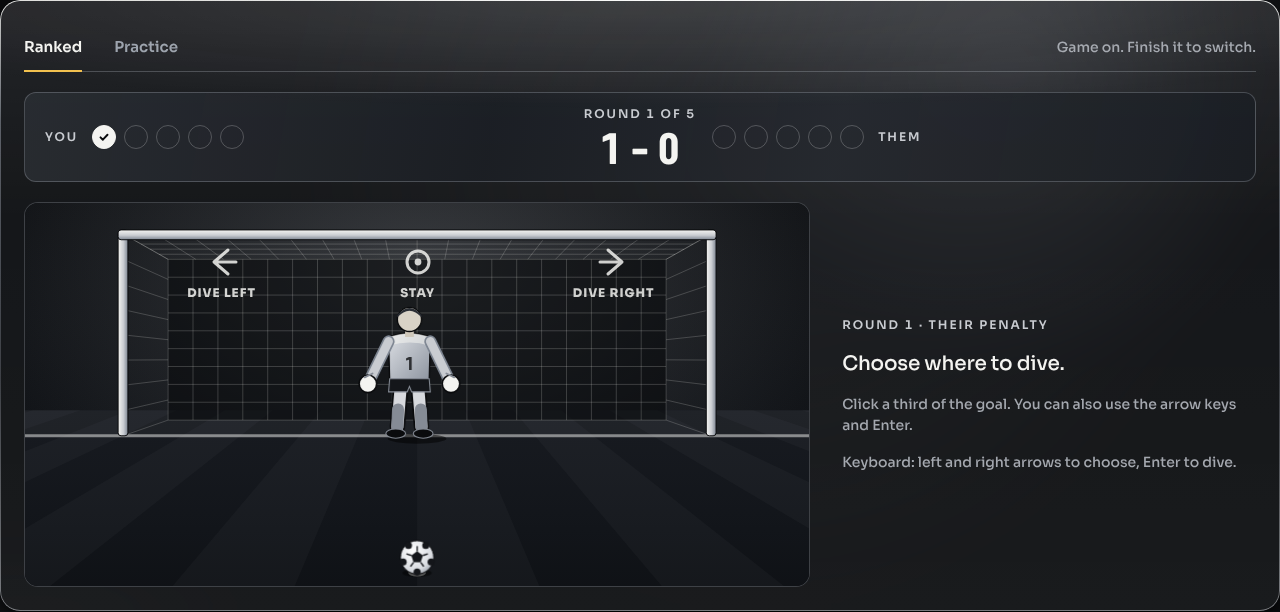 Ranked
Practice
Game on. Finish it to switch.
YOU
ROUND 1 OF 5
1 - 0
THEM
DIVE LEFT
STAY
DIVE RIGHT
1
ROUND 1 · THEIR PENALTY
Choose where to dive.
Click a third of the goal. You can also use the arrow keys
and Enter.
Keyboard: left and right arrows to choose, Enter to dive.